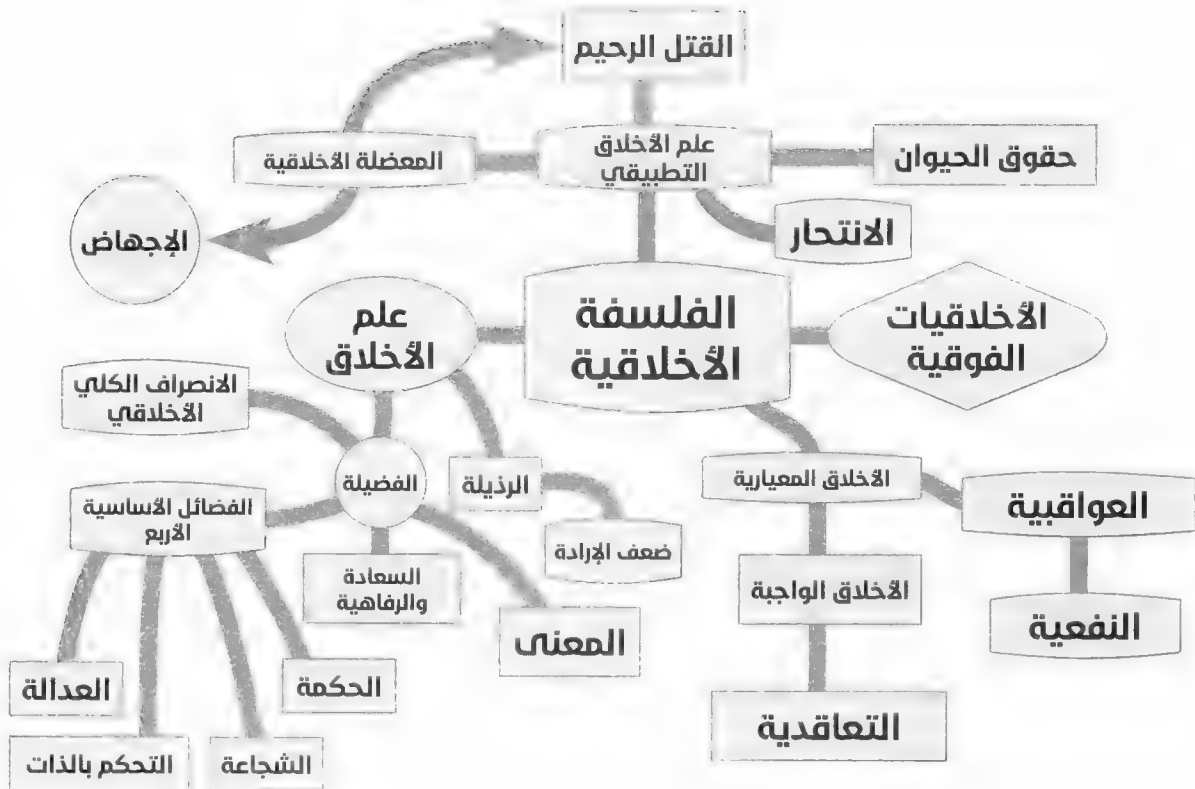 القتل الرحيم
علم الأخلاق
التطبيقي
المعضلة الأخلاقية
حقوق الحيوان
الانتحار
الإجهاض
الفلسفة
الأخلاقية
الأخلاقيات
الفوقية
علم
الأخلاق
الانصراف الكلي
الأخلاقي
الفضيلة
الرذيلة
الأخلاق المعيارية
العواقبية
الفضائل الأساسية
الأربع
ضعف الإرادة
السعادة
والرفاهية
الأخلاق الواجبة
النفعية
المعنى
الحكمة
العدالة
التعاقدية
الشجاعة
التحكم بالذات